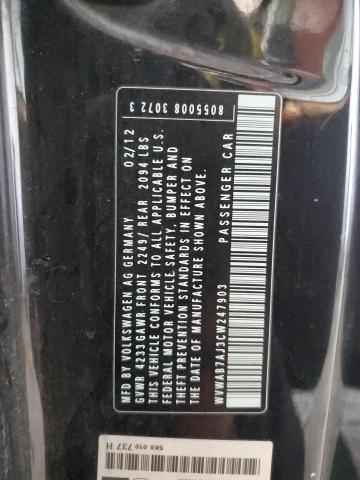 8055008 3072 3
MFD BY VOLKSWAGEN AG GERMANY 02/12
GVWR 4233 GAWR FRONT 2249/ REAR 2094 LBS
THIS VEHICLE CONFORMS TO ALL APPLICABLE U.S.
FEDERAL MOTOR VEHICLE SAFETY, BUMPER AND
THEFT PREVENTION STANDARDS IN EFFECT ON
THE DATE OF MANUFACTURE SHOWN ABOVE.
WVWAB7AJ3CW247903 PASSENGER CAR
5K0 010 737 H